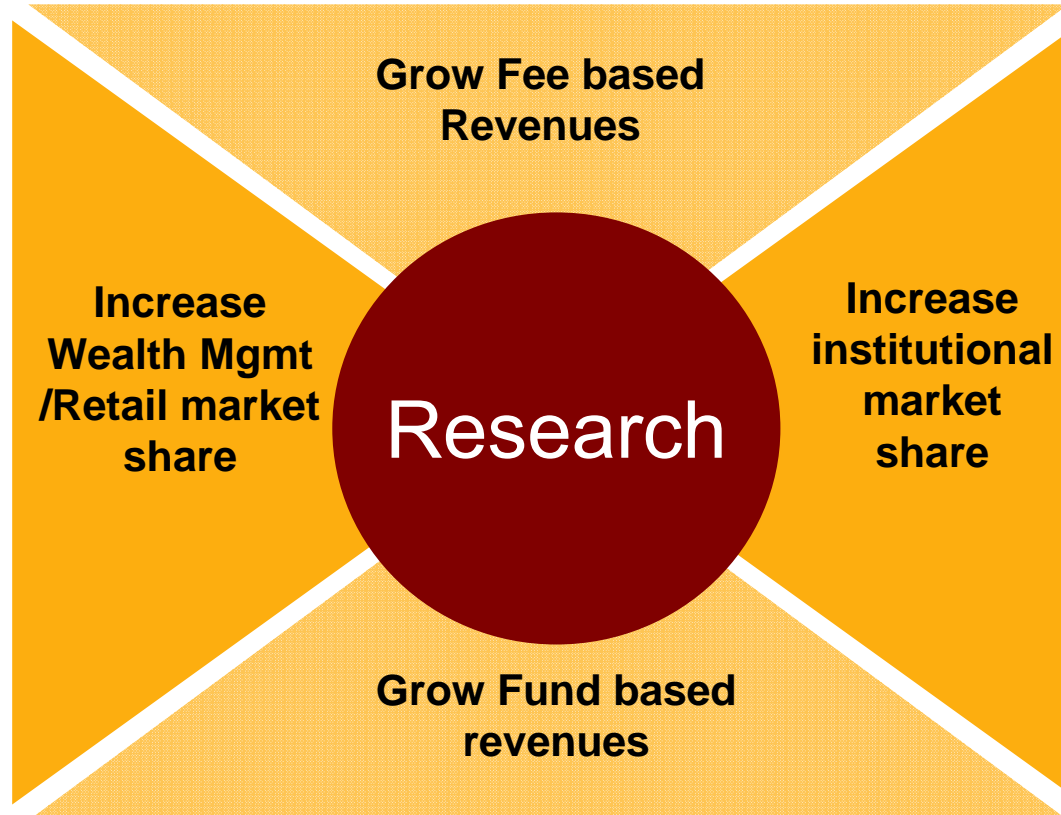 Grow Fee based
Revenues
Increase
Wealth Mgmt
/Retail market
share
Research
Increase
institutional
market
share
Grow Fund based
revenues